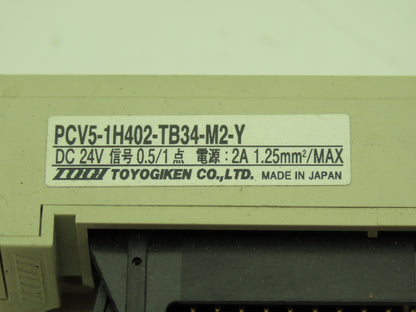 PCV5-1H402-TB34-M2-Y
DC 24V 信号 0.5/1点 電源：2A 1.25mm²/MAX
TOYOGIKEN CO.,LTD. MADE IN JAPAN